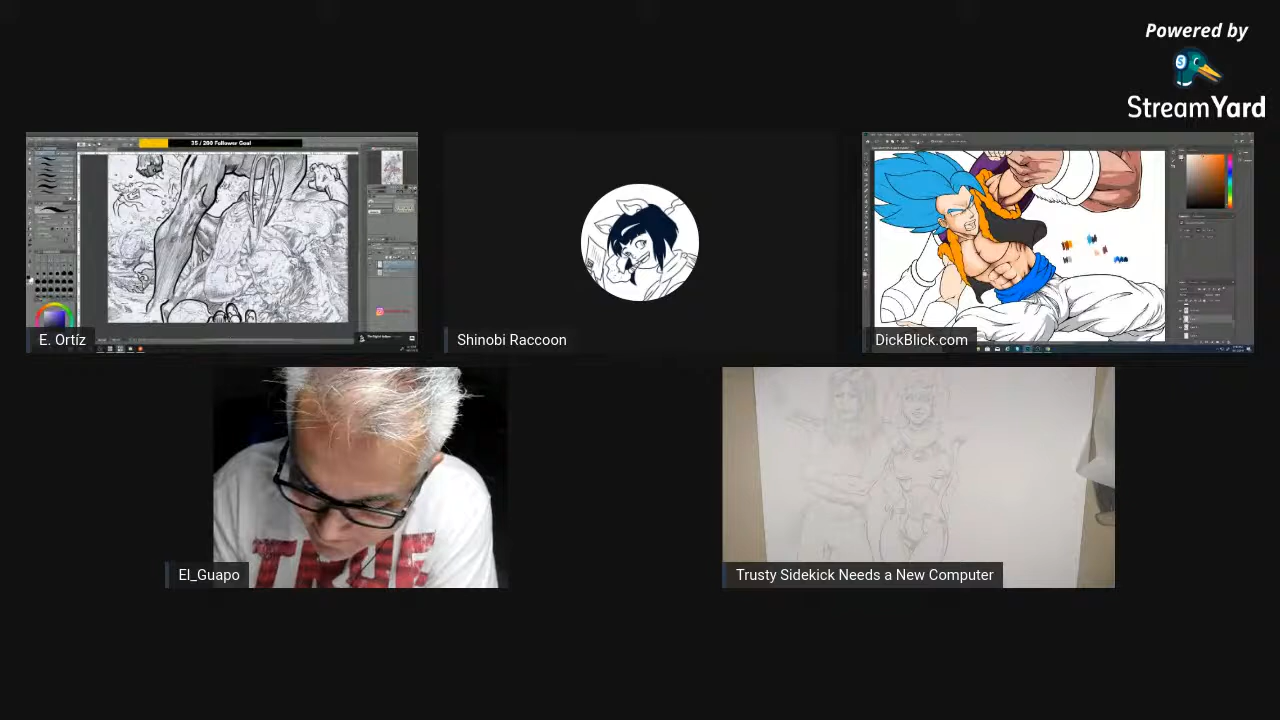 Powered by
StreamYard
35 / 200 Follower Goal
E. Ortíz
Shinobi Raccoon
DickBlick.com
TRUE
El_Guapo
Trusty Sidekick Needs a New Computer